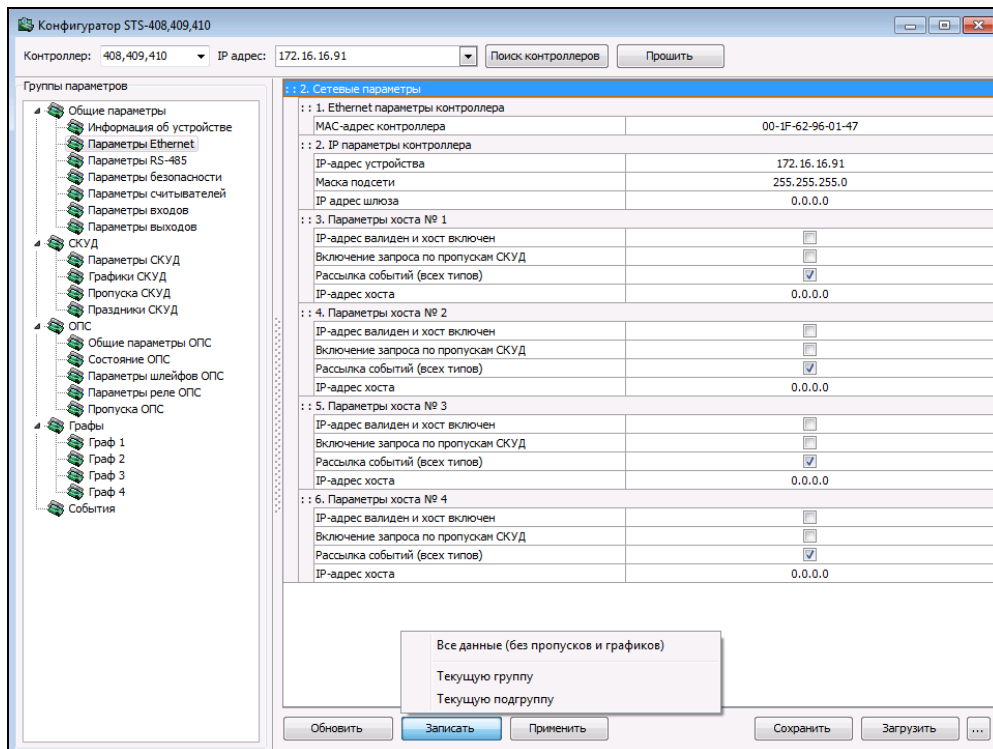 Конфигуратор STS-408,409,410
Контроллер: 408,409,410 IP адрес: 172.16.16.91 Поиск контроллеров Прошить
Группы параметров
Общие параметры
Информация об устройстве
Параметры Ethernet
Параметры RS-485
Параметры безопасности
Параметры считывателей
Параметры входов
Параметры выходов
СКУД
Параметры СКУД
Графики СКУД
Пропуска СКУД
Праздники СКУД
ОПС
Общие параметры ОПС
Состояние ОПС
Параметры шлейфов ОПС
Параметры реле ОПС
Пропуска ОПС
Графы
Граф 1
Граф 2
Граф 3
Граф 4
События
: : 2. Сетевые параметры
: : 1. Ethernet параметры контроллера
MAC-адрес контроллера 00-1F-62-96-01-47
: : 2. IP параметры контроллера
IP-адрес устройства 172.16.16.91
Маска подсети 255.255.255.0
IP адрес шлюза 0.0.0.0
: : 3. Параметры хоста № 1
IP-адрес валиден и хост включен
Включение запроса по пропускам СКУД
Рассылка событий (всех типов)
IP-адрес хоста 0.0.0.0
: : 4. Параметры хоста № 2
IP-адрес валиден и хост включен
Включение запроса по пропускам СКУД
Рассылка событий (всех типов)
IP-адрес хоста 0.0.0.0
: : 5. Параметры хоста № 3
IP-адрес валиден и хост включен
Включение запроса по пропускам СКУД
Рассылка событий (всех типов)
IP-адрес хоста 0.0.0.0
: : 6. Параметры хоста № 4
IP-адрес валиден и хост включен
Включение запроса по пропускам СКУД
Рассылка событий (всех типов)
IP-адрес хоста 0.0.0.0
Все данные (без пропусков и графиков)
Текущую группу
Текущую подгруппу
Обновить Записать Применить Сохранить Загрузить ...